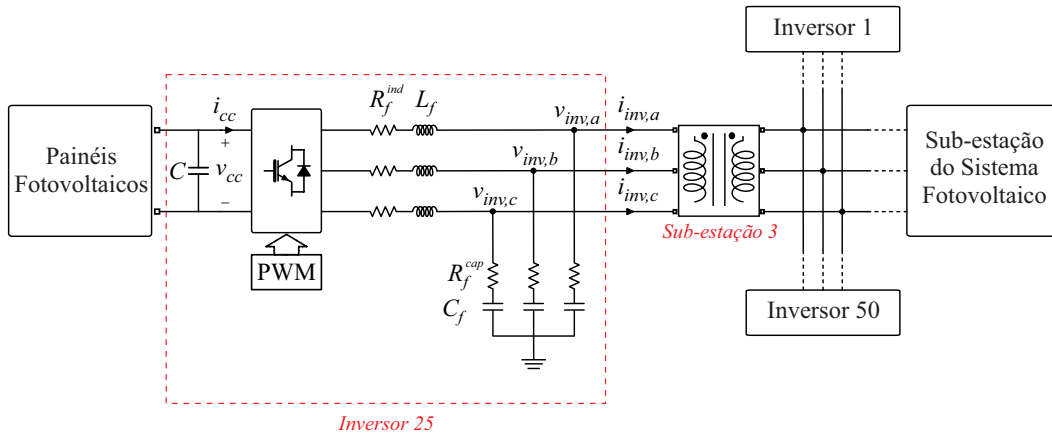 Inversor 1
Painéis
Fotovoltaicos
i_cc
+
C
v_cc
−
PWM
R_f^ind
L_f
v_inv,a
v_inv,b
v_inv,c
i_inv,a
i_inv,b
i_inv,c
Sub-estação 3
R_f^cap
C_f
Sub-estação
do Sistema
Fotovoltaico
Inversor 50
Inversor 25